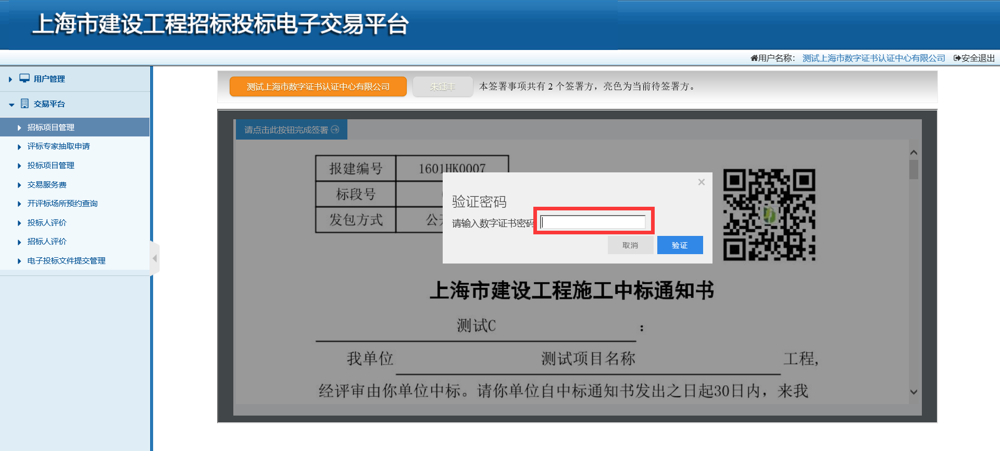 上海市建设工程招标投标电子交易平台
用户名称： 测试上海市数字证书认证中心有限公司 安全退出
用户管理
交易平台
招标项目管理
评标专家抽取申请
投标项目管理
交易服务费
开评标场所预约查询
投标人评价
招标人评价
电子投标文件提交管理
测试上海市数字证书认证中心有限公司 朱钰丰 本签署事项共有 2 个签署方，亮色为当前待签署方。
请点击此按钮完成签署
报建编号 1601HK0007
标段号
发包方式 公
×
验证密码
请输入数字证书密码
取消 验证
上海市建设工程施工中标通知书
测试C ：
我单位 测试项目名称 工程,
经评审由你单位中标。请你单位自中标通知书发出之日起30日内，来我